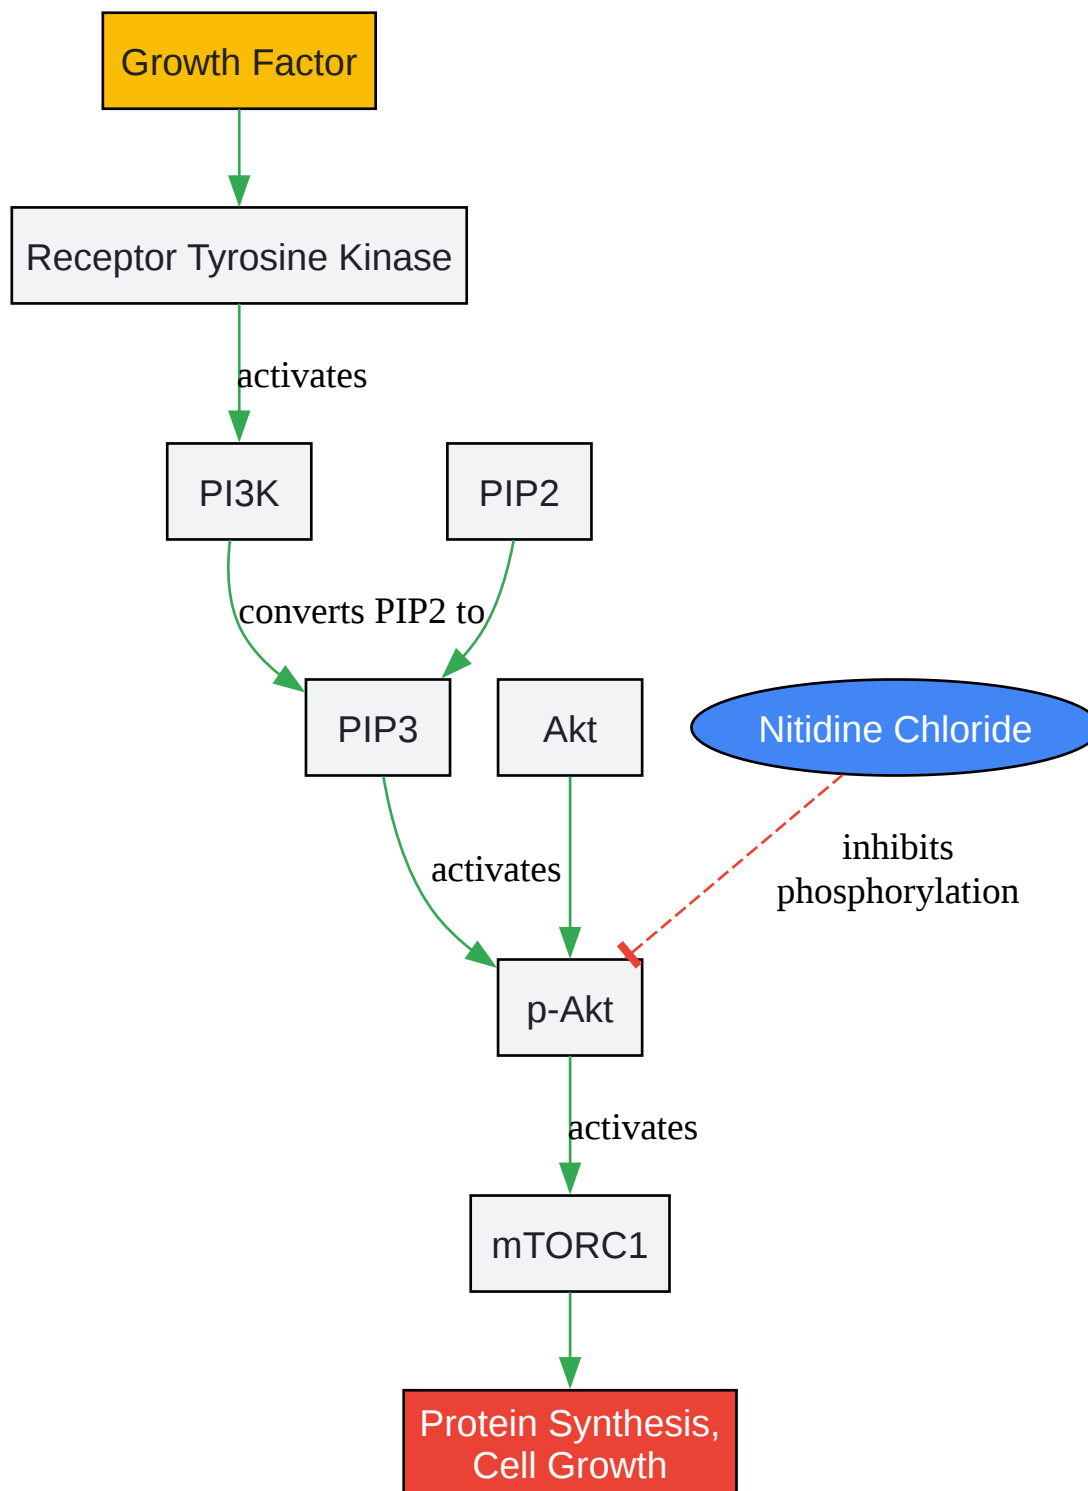 Growth Factor
Receptor Tyrosine Kinase
activates
PI3K
PIP2
converts PIP2 to
PIP3
Akt
Nitidine Chloride
activates
inhibits
phosphorylation
p-Akt
activates
mTORC1
Protein Synthesis,
Cell Growth